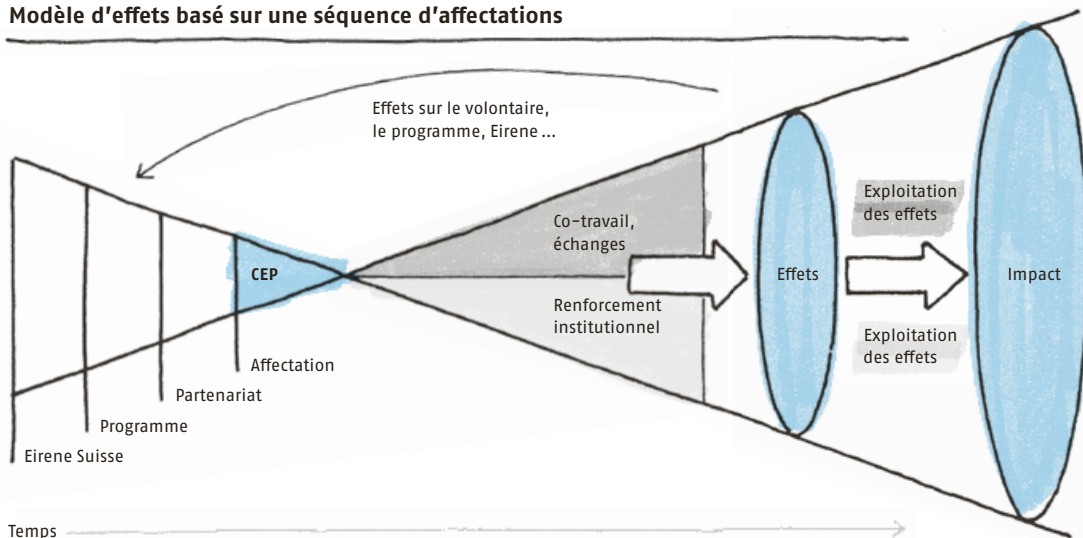 Modèle d'effets basé sur une séquence d'affectations
Effets sur le volontaire,
le programme, Eirene ...
CEP
Affectation
Partenariat
Programme
Eirene Suisse
Co-travail,
échanges
Renforcement
institutionnel
Effets
Exploitation
des effets
Exploitation
des effets
Impact
Temps